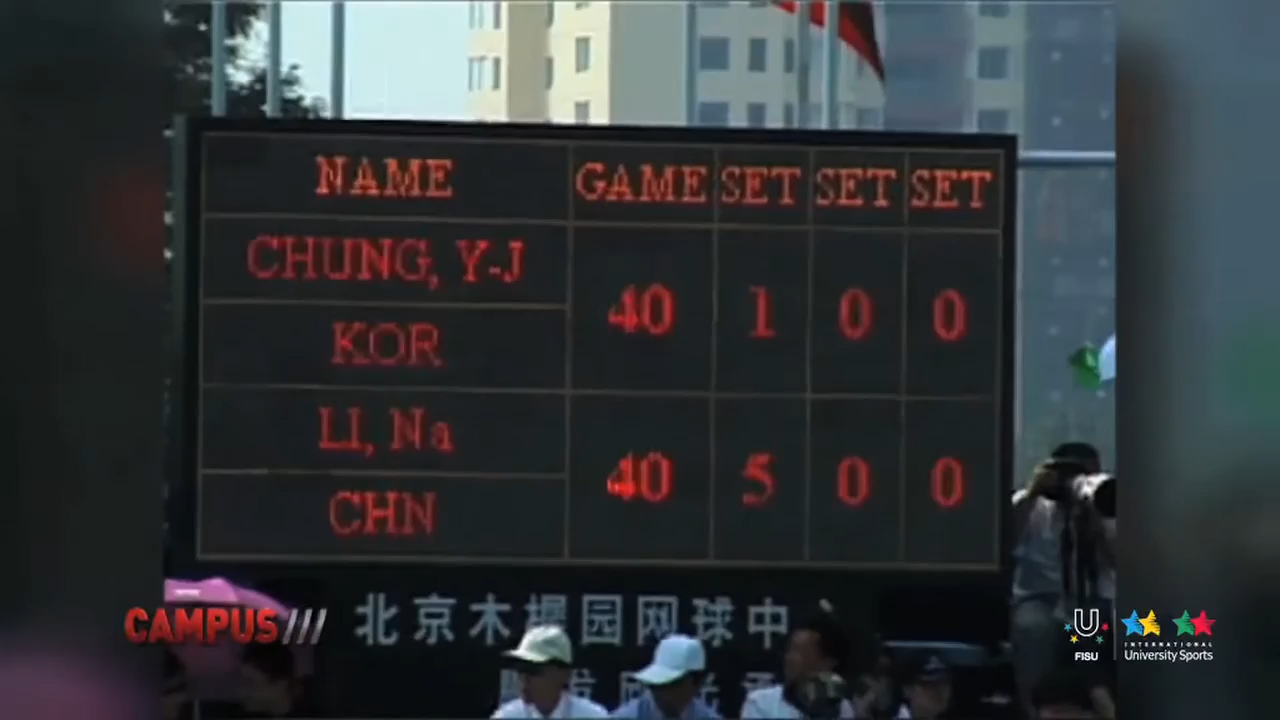 NAME GAME SET SET SET
CHUNG, Y-J 40 1 0 0
KOR
LI, Na 40 5 0 0
CHN
北京木樨园网球中
CAMPUS///
FISU
INTERNATIONAL
University Sports